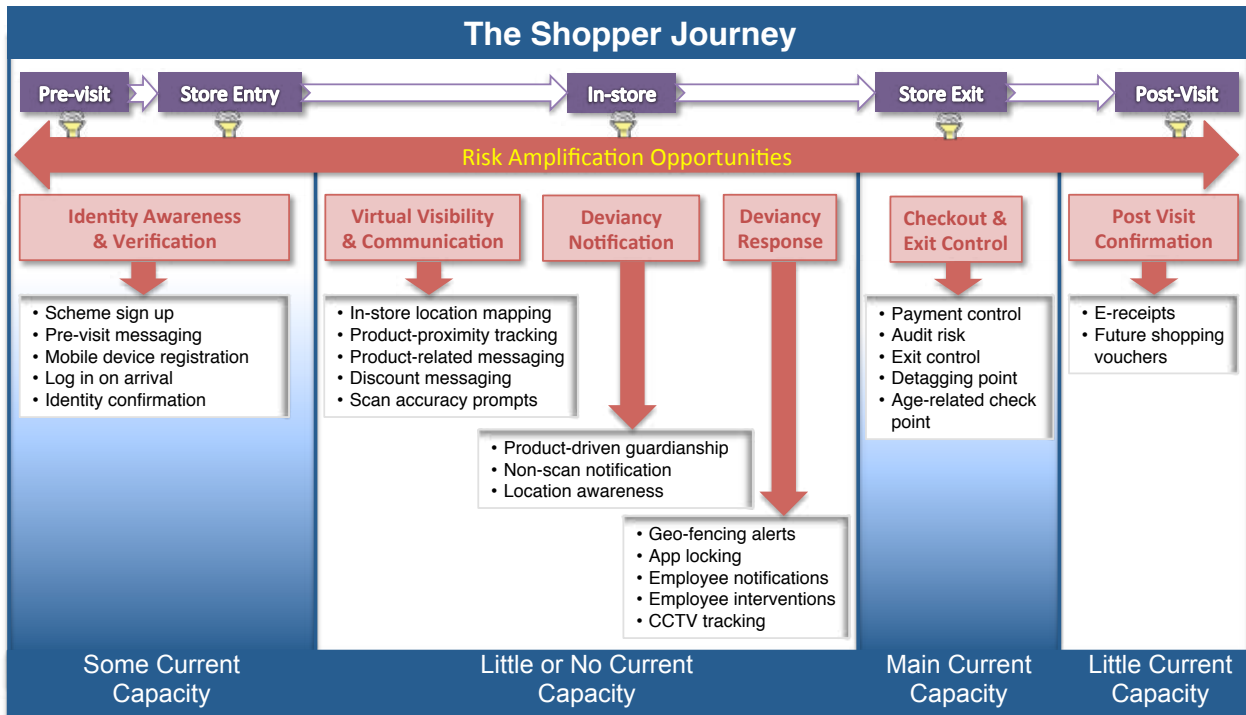 The Shopper Journey
Pre-visit
Store Entry
In-store
Store Exit
Post-Visit
Risk Amplification Opportunities
Identity Awareness
& Verification
• Scheme sign up
• Pre-visit messaging
• Mobile device registration
• Log in on arrival
• Identity confirmation
Virtual Visibility
& Communication
• In-store location mapping
• Product-proximity tracking
• Product-related messaging
• Discount messaging
• Scan accuracy prompts
Deviancy
Notification
• Product-driven guardianship
• Non-scan notification
• Location awareness
Deviancy
Response
• Geo-fencing alerts
• App locking
• Employee notifications
• Employee interventions
• CCTV tracking
Checkout &
Exit Control
• Payment control
• Audit risk
• Exit control
• Detagging point
• Age-related check
point
Post Visit
Confirmation
• E-receipts
• Future shopping
vouchers
Some Current
Capacity
Little or No Current
Capacity
Main Current
Capacity
Little Current
Capacity